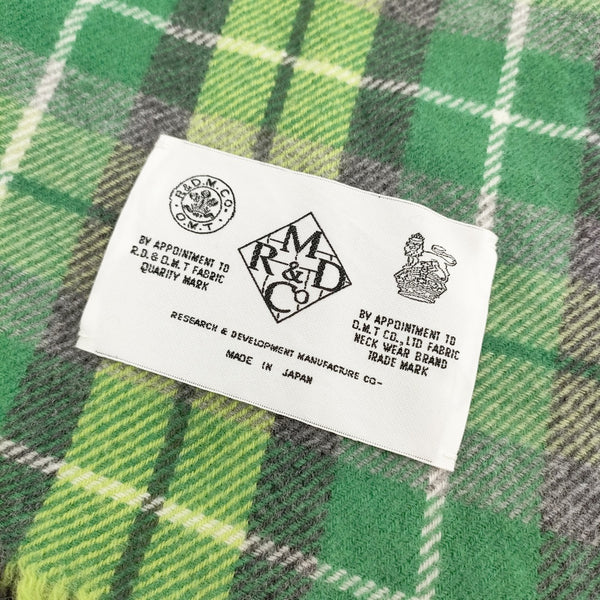 R.&D.M.CO.
O.M.T
BY APPOINTMENT TO
R.D.& O.M.T FABRIC
QUARITY MARK
M
R & D
Co
BY APPOINTMENT TO
O.M.T CO., LTD FABRIC
NECK WEAR BRAND
TRADE MARK
RESEARCH & DEVELOPMENT MANUFACTURE CO-
MADE IN JAPAN